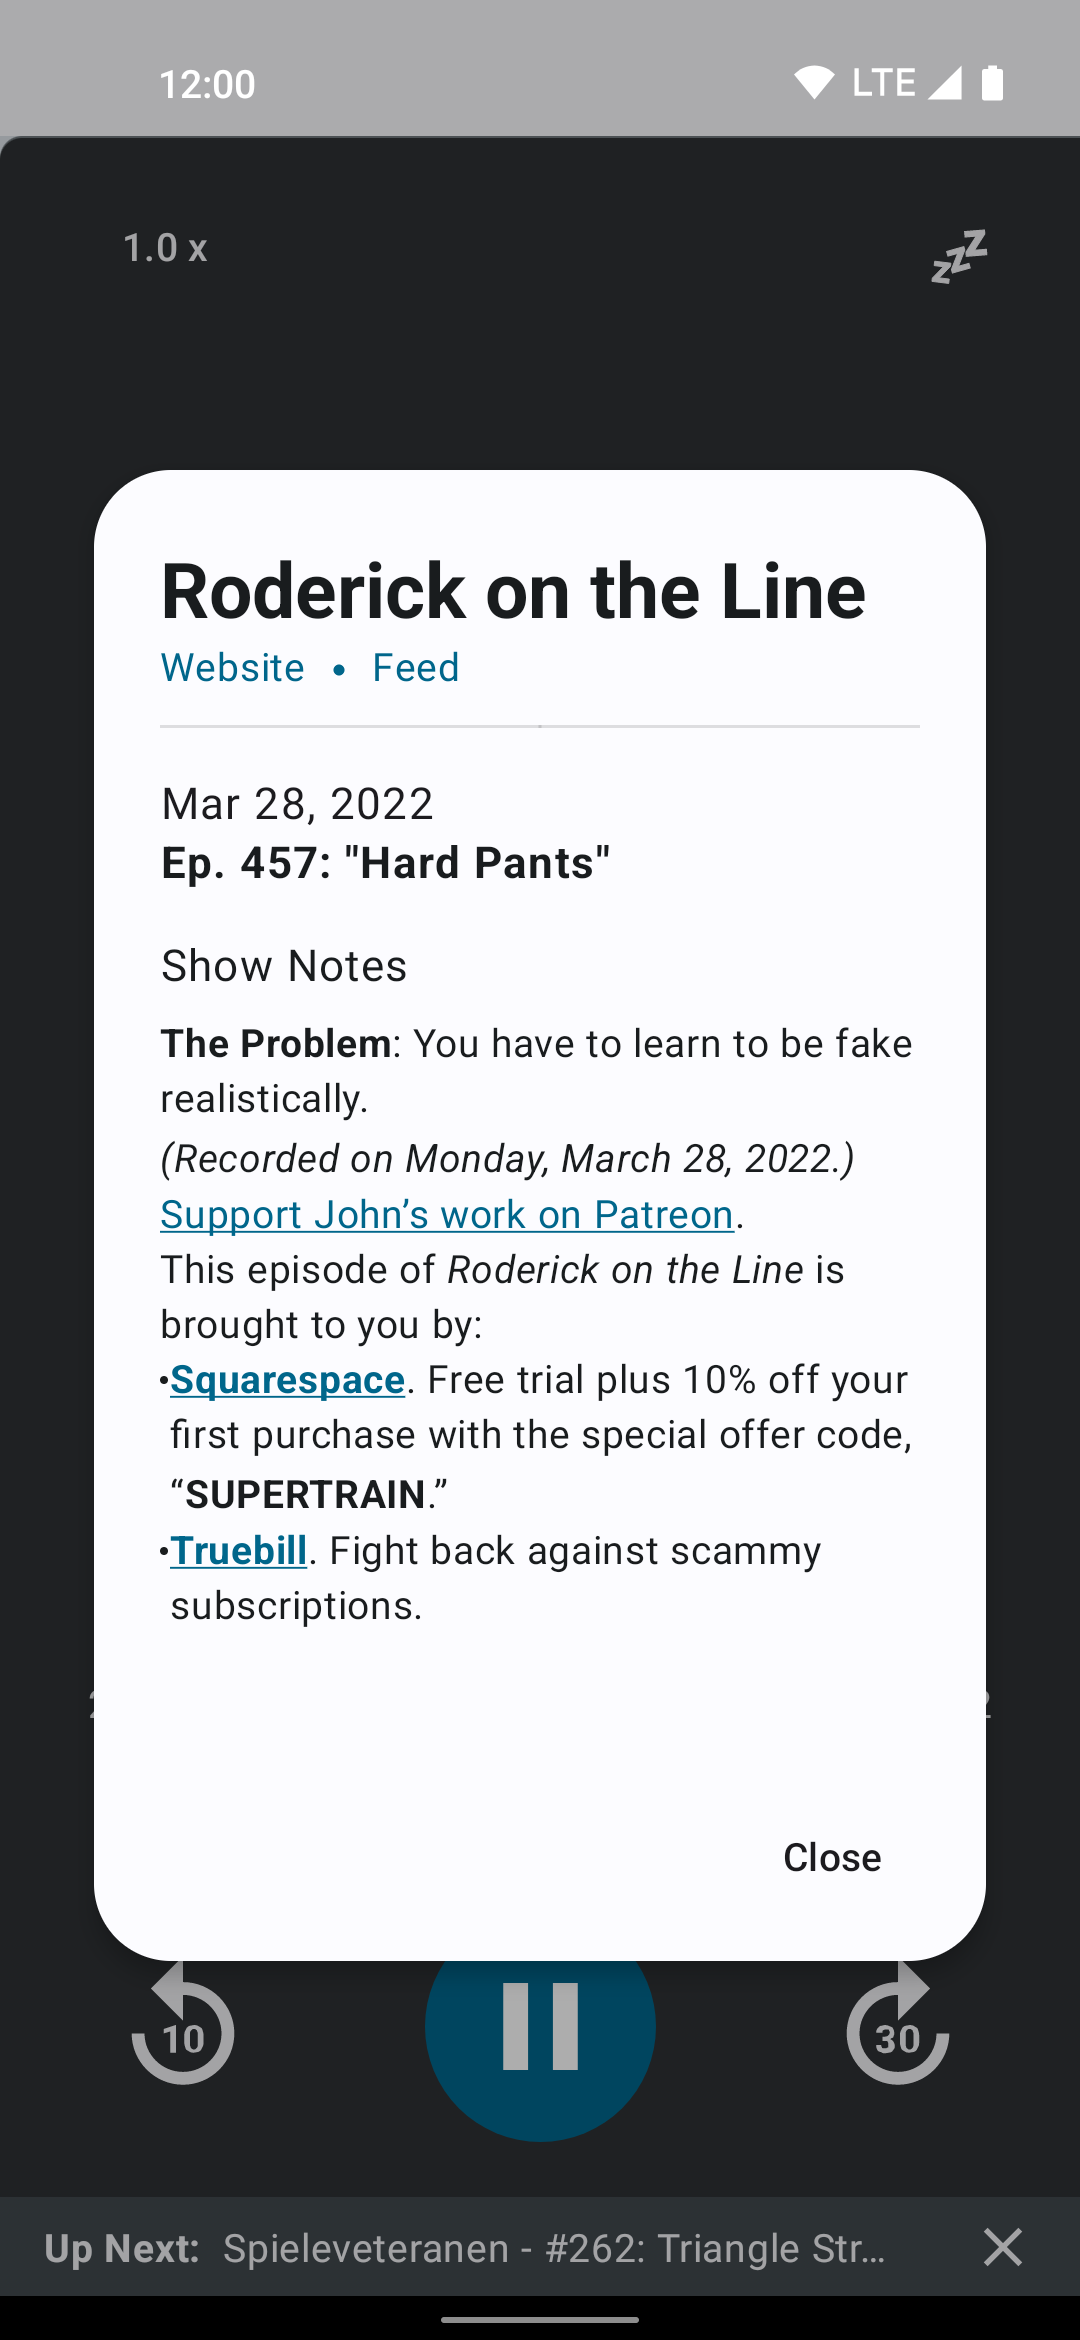 12:00
LTE
1.0 x
zzz
Roderick on the Line
Website • Feed
Mar 28, 2022
Ep. 457: "Hard Pants"
Show Notes
The Problem: You have to learn to be fake
realistically.
(Recorded on Monday, March 28, 2022.)
Support John’s work on Patreon.
This episode of Roderick on the Line is
brought to you by:
•Squarespace. Free trial plus 10% off your
first purchase with the special offer code,
“SUPERTRAIN.”
•Truebill. Fight back against scammy
subscriptions.
Close
10
30
Up Next: Spieleveteranen - #262: Triangle Str...